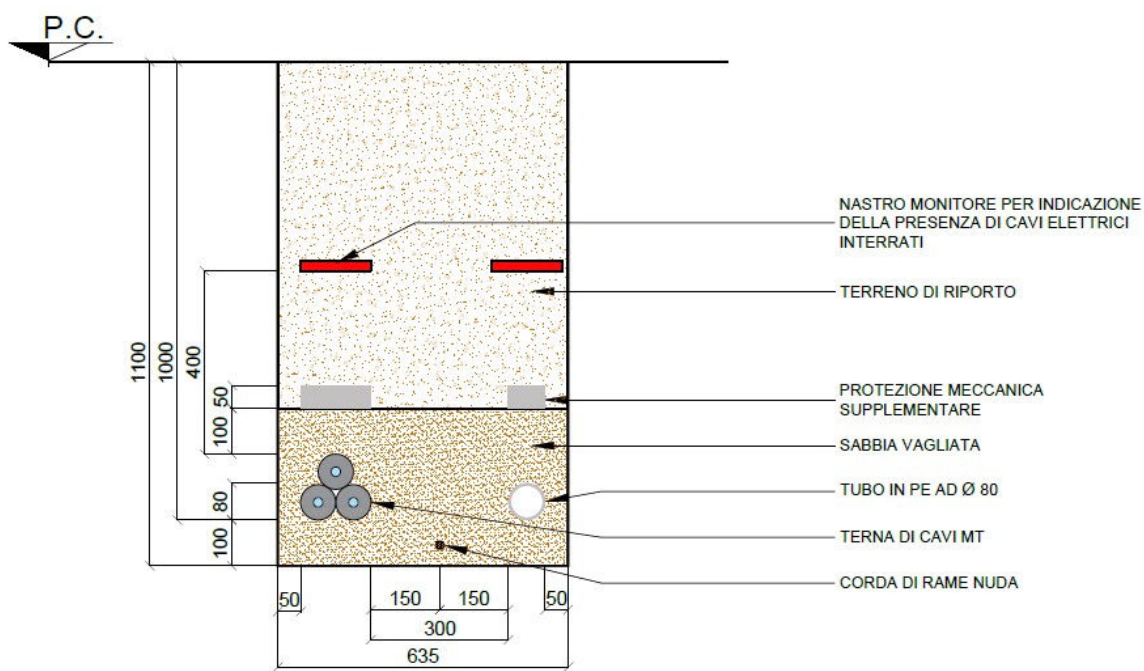 P.C.
NASTRO MONITORE PER INDICAZIONE
DELLA PRESENZA DI CAVI ELETTRICI
INTERRATI
TERRENO DI RIPORTO
PROTEZIONE MECCANICA
SUPPLEMENTARE
SABBIA VAGLIATA
TUBO IN PE AD Ø 80
TERNA DI CAVI MT
CORDA DI RAME NUDA
1100
1000
400
50
100
80
100
50
150
150
50
300
635